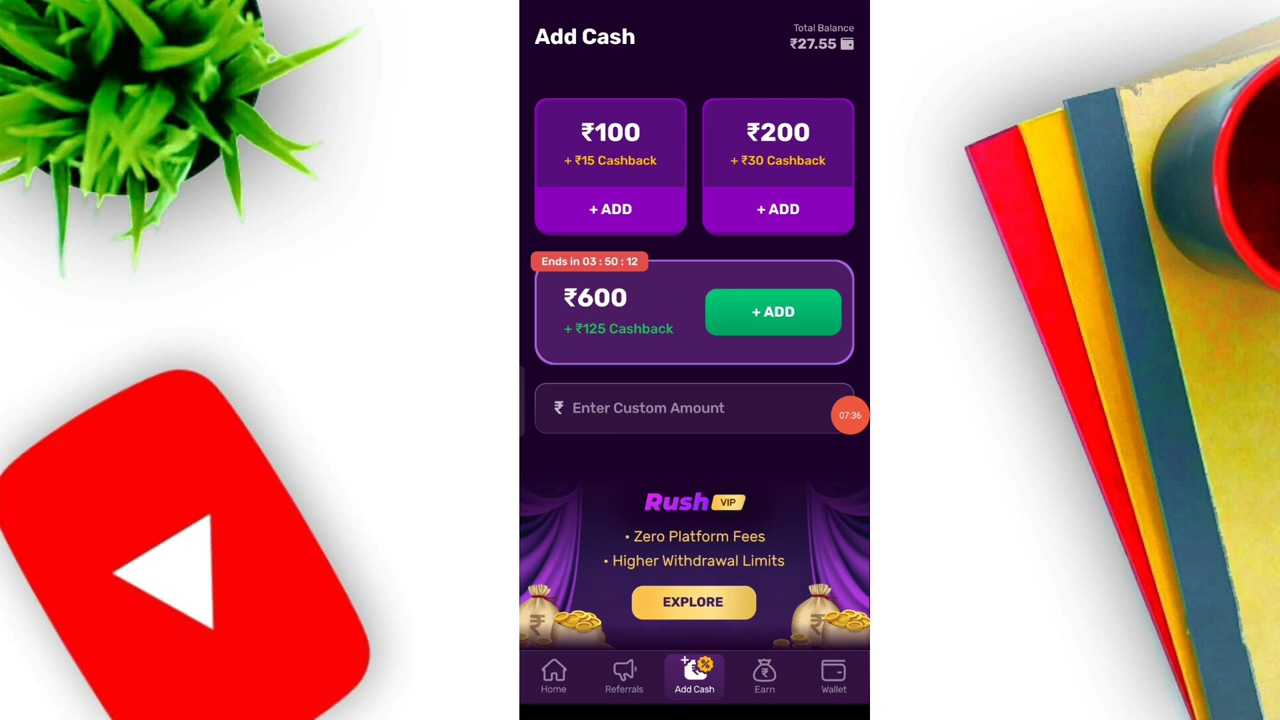 Add Cash
Total Balance
₹27.55
₹100
+ ₹15 Cashback
+ ADD
₹200
+ ₹30 Cashback
+ ADD
Ends in 03 : 50 : 12
₹600
+ ₹125 Cashback
+ ADD
₹ Enter Custom Amount
07:36
Rush VIP
• Zero Platform Fees
• Higher Withdrawal Limits
EXPLORE
Home
Referrals
Add Cash
Earn
Wallet